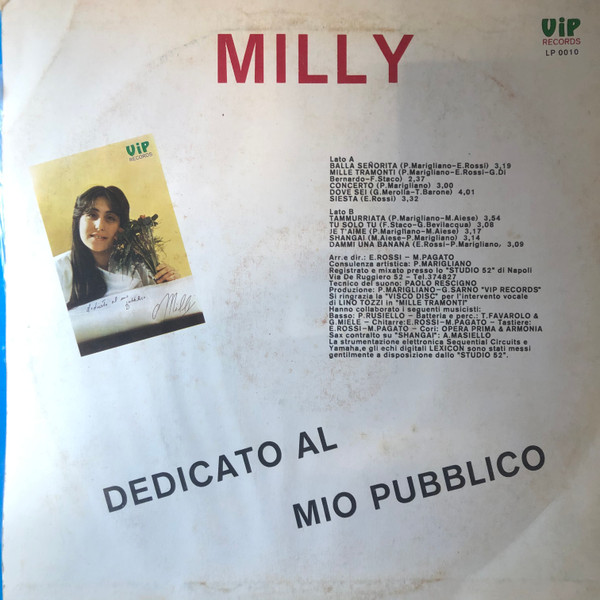 MILLY
ViP
RECORDS
LP 0010
ViP
RECORDS
dedicato al mio
pubblico
Milly
Lato A
BALLA SEÑORITA (P.Marigliano-E.Rossi) 3,19
MILLE TRAMONTI (P.Marigliano-E.Rossi-G.Di
Bernardo-F.Staco) 2,37
CONCERTO (P.Marigliano) 3,00
DOVE SEI (G.Merolla-T.Barone) 4,01
SIESTA (E.Rossi) 3,32
Lato B
TAMMURRIATA (P.Marigliano-M.Aiese) 3,54
TU SOLO TU (F.Staco-G.Bevilacqua) 3,08
JE T'AIME (P.Marigliano-M.Aiese) 3,17
SHANGAI (M.Aiese-P.Marigliano) 3,14
DAMMI UNA BANANA (E.Rossi-P.Marigliano, 3,09
Arr.e dir.: E.ROSSI - M.PAGATO
Consulenza artistica: P.MARIGLIANO
Registrato e mixato presso lo "STUDIO 52" di Napoli
Via De Ruggiero 52 - Tel.374827
Tecnico del suono: PAOLO RESCIGNO
Produzione: P.MARIGLIANO-G.SARNO "VIP RECORDS"
Si ringrazia la "VISCO DISC" per l'intervento vocale
di LINO TOZZI in "MILLE TRAMONTI"
Hanno collaborato i seguenti musicisti:
Basso: P.RUSIELLO - Batteria e perc.: T.FAVAROLO &
G.MIELE - Chitarre:E.ROSSI-M.PAGATO - Tastiere:
E.ROSSI-M.PAGATO - Cori: OPERA PRIMA & ARMONIA
Sax contralto su "SHANGAI": A.MASIELLO
La strumentazione elettronica Sequential Circuits e
Yamaha,e gli echi digitali LEXICON sono stati messi
gentilmente a disposizione dallo "STUDIO 52".
DEDICATO AL
MIO PUBBLICO